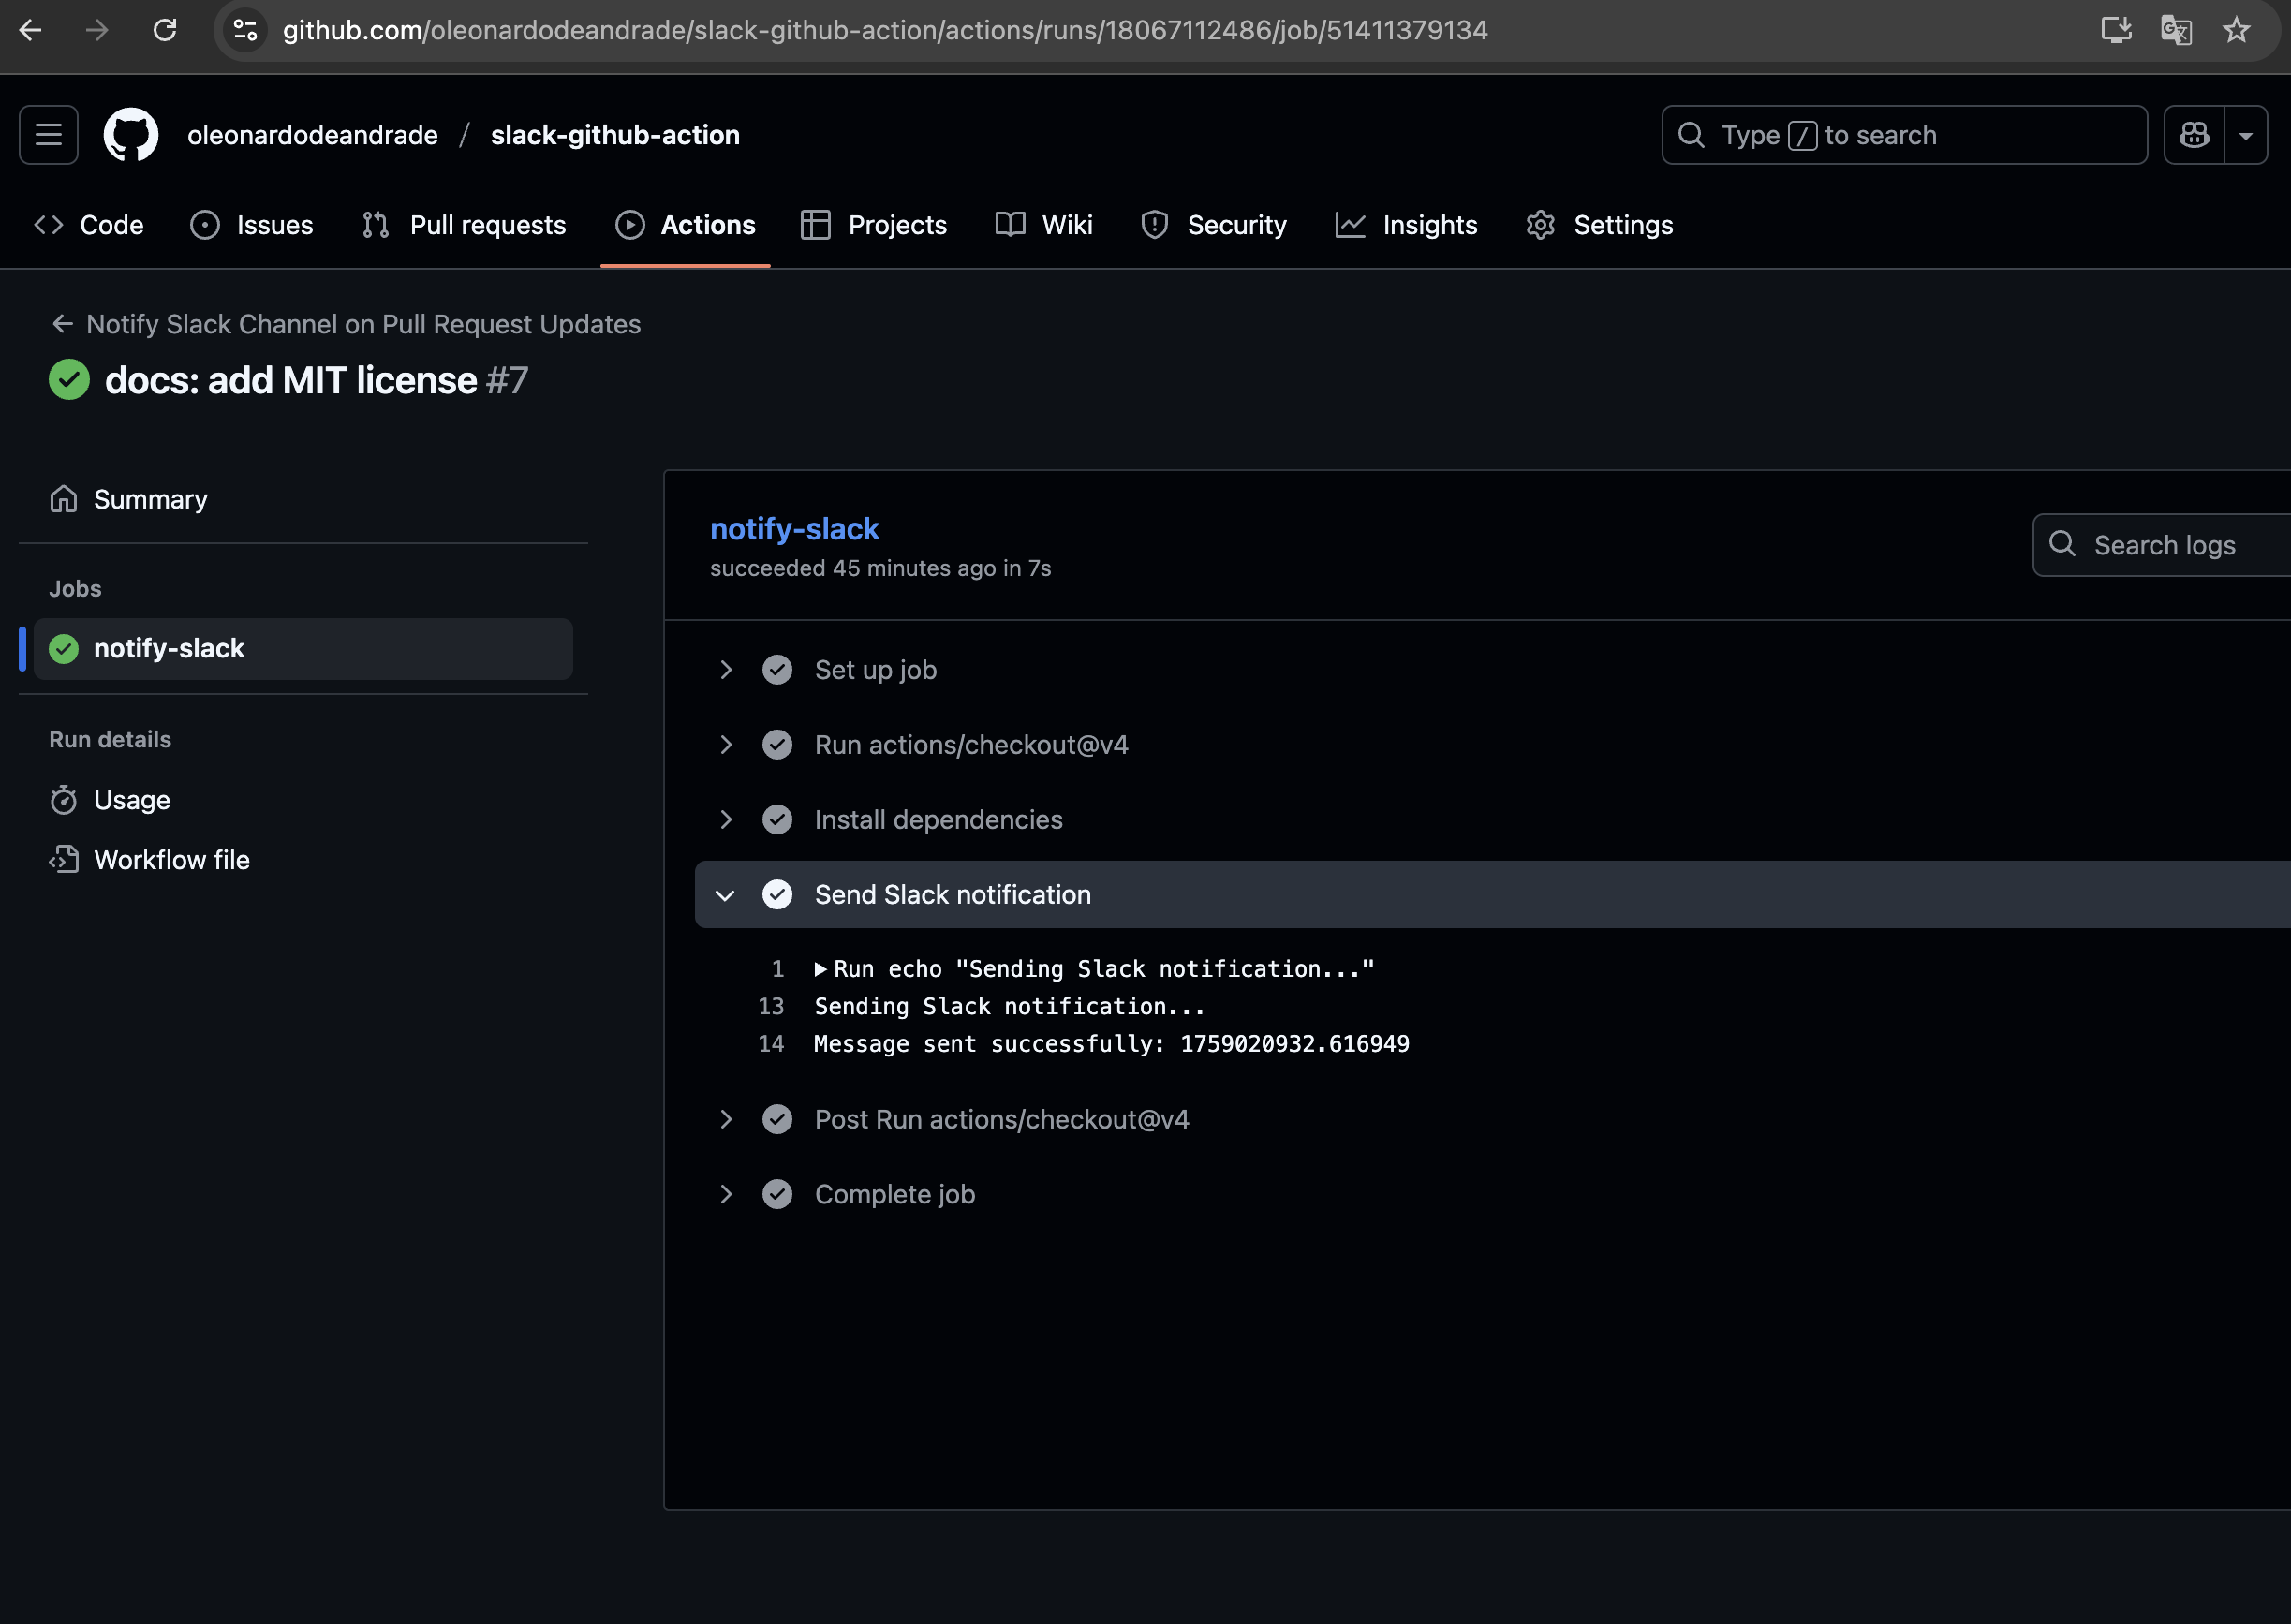 github.com/oleonardodeandrade/slack-github-action/actions/runs/18067112486/job/51411379134
oleonardodeandrade / slack-github-action
Type / to search
Code Issues Pull requests Actions Projects Wiki Security Insights Settings
Notify Slack Channel on Pull Request Updates
docs: add MIT license #7
Summary
Jobs
notify-slack
Run details
Usage
Workflow file
notify-slack
succeeded 45 minutes ago in 7s
Search logs
Set up job
Run actions/checkout@v4
Install dependencies
Send Slack notification
1 Run echo "Sending Slack notification..."
13 Sending Slack notification...
14 Message sent successfully: 1759020932.616949
Post Run actions/checkout@v4
Complete job